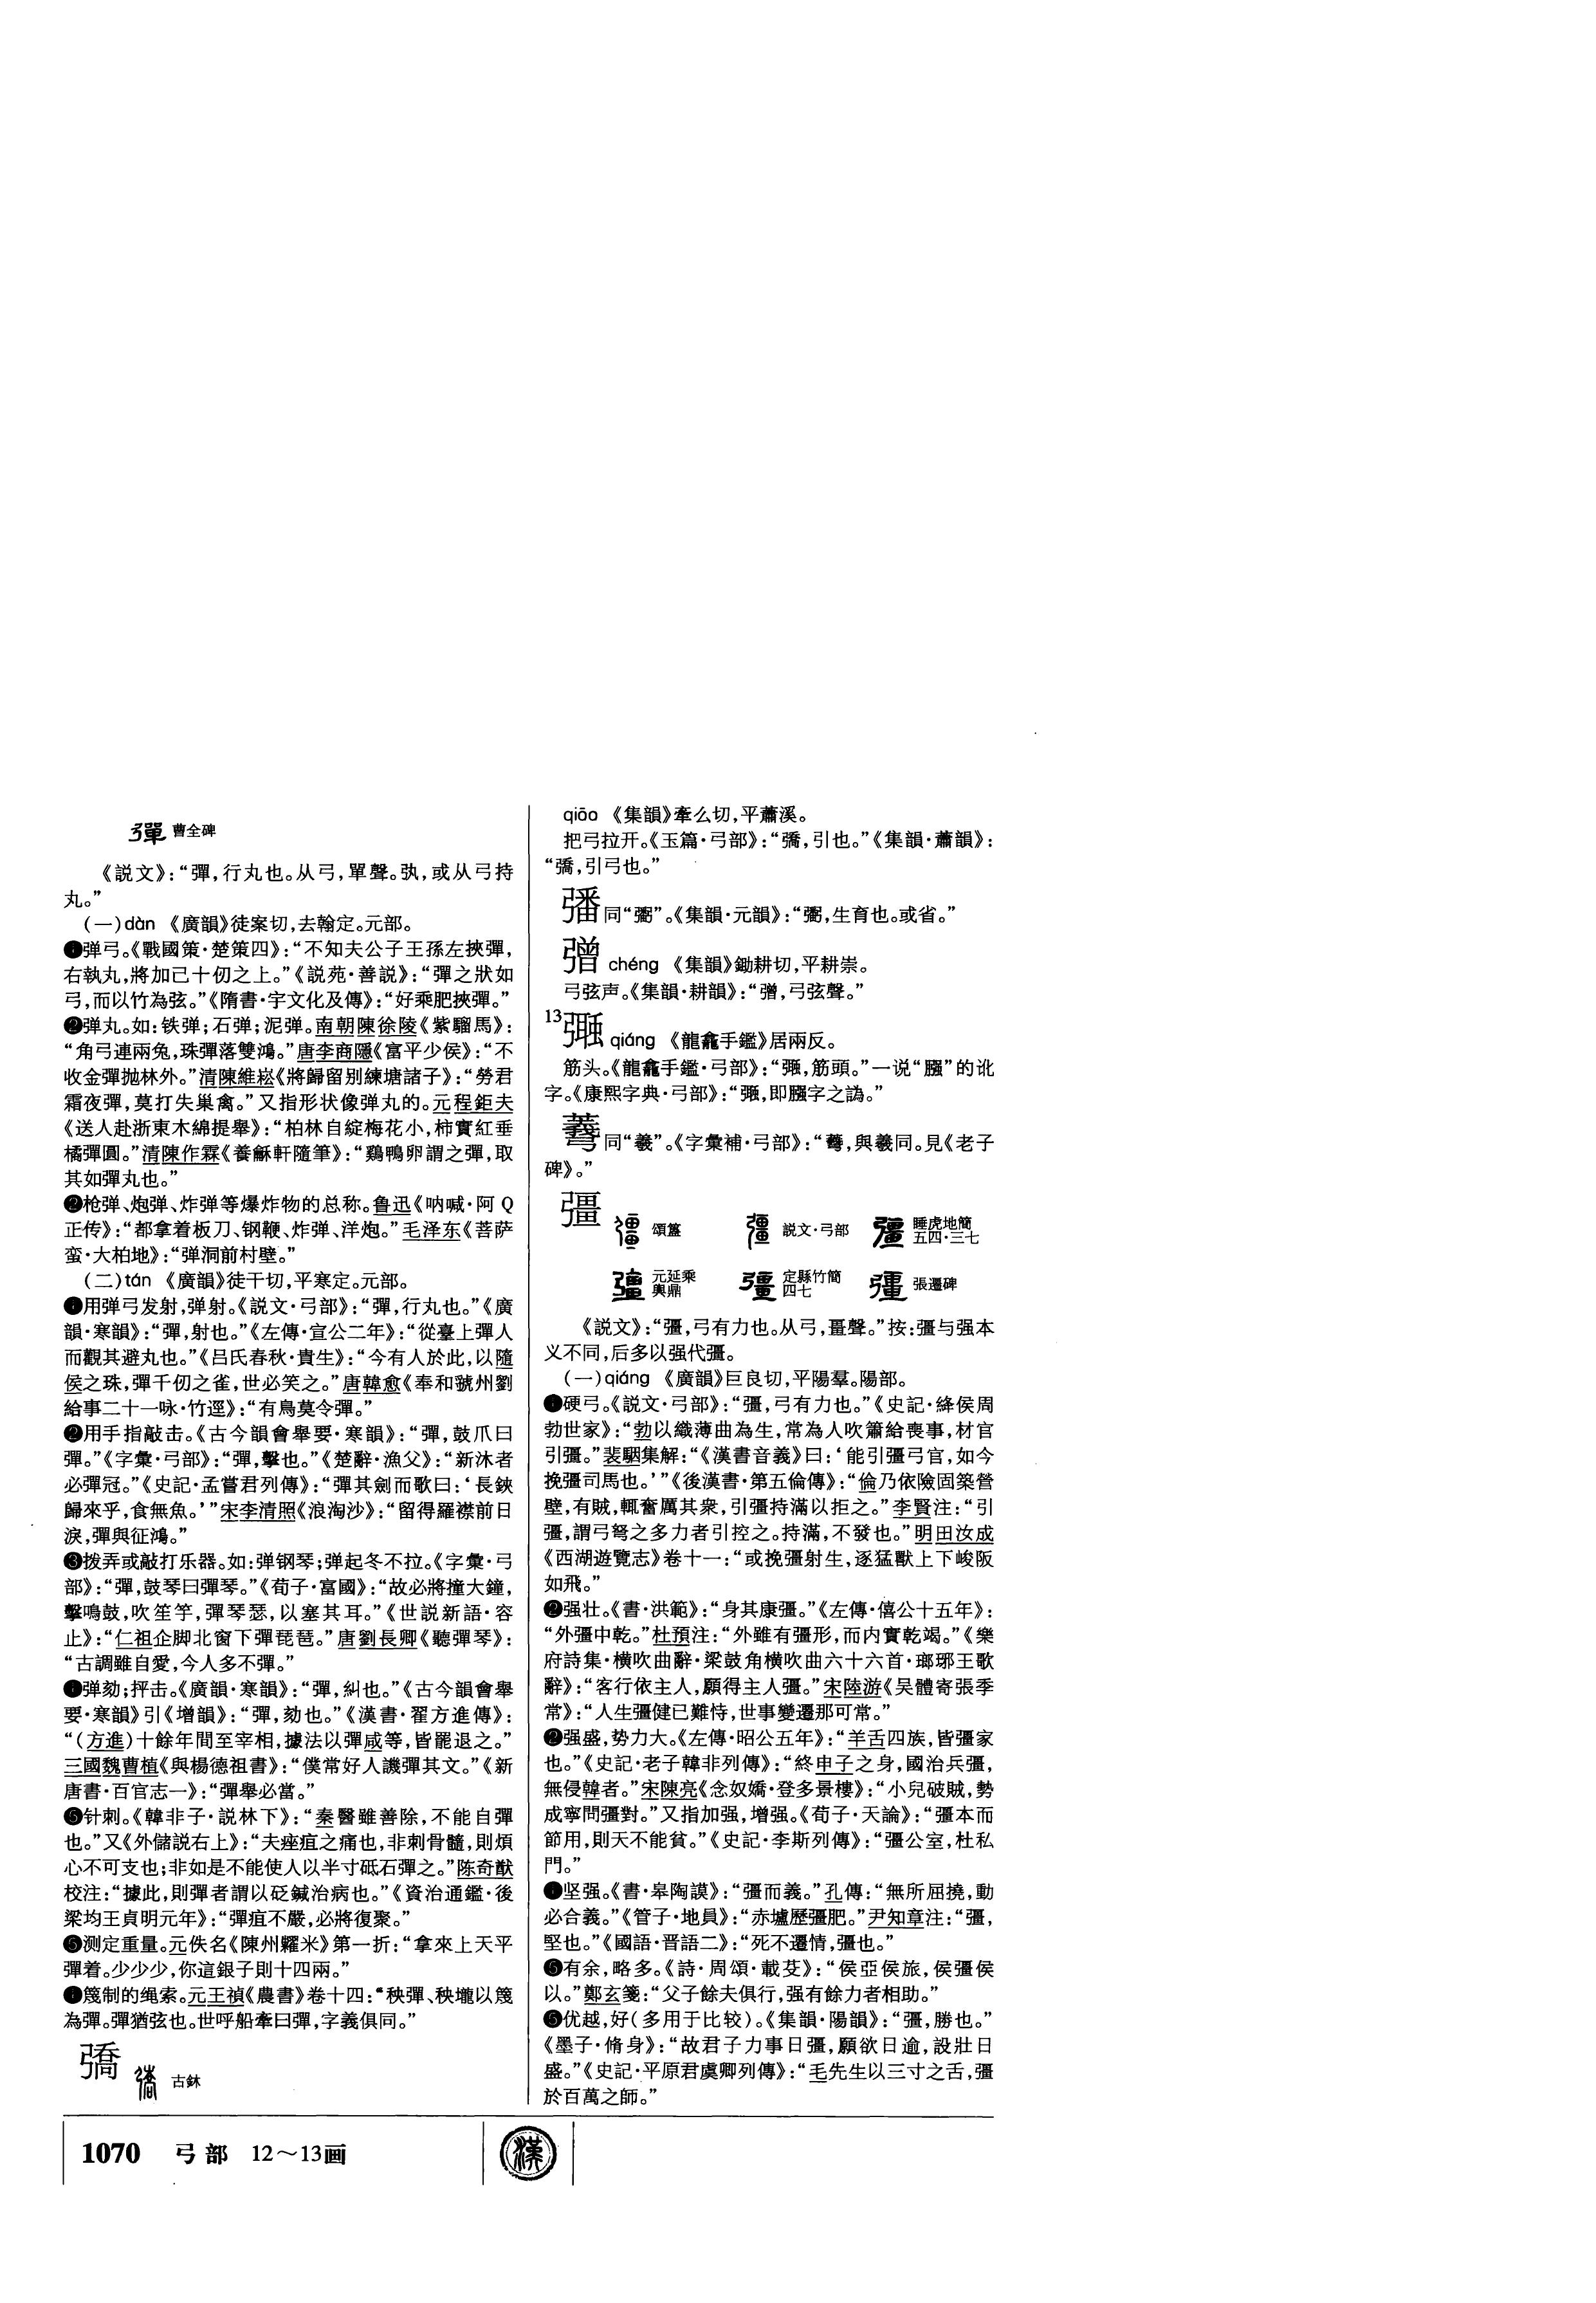 彈 曹全碑
《説文》：“彈，行丸也。从弓，單聲。𢎫，或从弓持
丸。”
（一）dàn 《廣韻》徒案切，去翰定。元部。
❶弹弓。《戰國策·楚策四》：“不知夫公子王孫左挾彈，
右執丸，將加己十仞之上。”《説苑·善説》：“彈之狀如
弓，而以竹為弦。”《隋書·宇文化及傳》：“好乘肥挾彈。”
❷弹丸。如：铁弹；石弹；泥弹。南朝陳徐陵《紫騮馬》：
“角弓連兩兔，珠彈落雙鴻。”唐李商隱《富平少侯》：“不
收金彈抛林外。”清陳維崧《將歸留别練塘諸子》：“勞君
霜夜彈，莫打失巢禽。”又指形状像弹丸的。元程鉅夫
《送人赴浙東木綿提舉》：“柏林自綻梅花小，柿實紅垂
橘彈圓。”清陳作霖《養龢軒隨筆》：“鷄鴨卵謂之彈，取
其如彈丸也。”
❷枪弹、炮弹、炸弹等爆炸物的总称。鲁迅《呐喊·阿Q
正传》：“都拿着板刀、钢鞭、炸弹、洋炮。”毛泽东《菩萨
蛮·大柏地》：“弹洞前村壁。”
（二）tán 《廣韻》徒干切，平寒定。元部。
❶用弹弓发射，弹射。《説文·弓部》：“彈，行丸也。”《廣
韻·寒韻》：“彈，射也。”《左傳·宣公二年》：“從臺上彈人
而觀其避丸也。”《吕氏春秋·貴生》：“今有人於此，以隨
侯之珠，彈千仞之雀，世必笑之。”唐韓愈《奉和虢州劉
給事二十一咏·竹逕》：“有鳥莫令彈。”
❷用手指敲击。《古今韻會舉要·寒韻》：“彈，鼓爪曰
彈。”《字彙·弓部》：“彈，擊也。”《楚辭·漁父》：“新沐者
必彈冠。”《史記·孟嘗君列傳》：“彈其劍而歌曰：‘長鋏
歸來乎，食無魚。’”宋李清照《浪淘沙》：“留得羅襟前日
淚，彈與征鴻。”
❸拨弄或敲打乐器。如：弹钢琴；弹起冬不拉。《字彙·弓
部》：“彈，鼓琴曰彈琴。”《荀子·富國》：“故必將撞大鐘，
擊鳴鼓，吹笙竽，彈琴瑟，以塞其耳。”《世説新語·容
止》：“仁祖企脚北窗下彈琵琶。”唐劉長卿《聽彈琴》：
“古調雖自愛，今人多不彈。”
❶弹劾；抨击。《廣韻·寒韻》：“彈，糾也。”《古今韻會舉
要·寒韻》引《增韻》：“彈，劾也。”《漢書·翟方進傳》：
“（方進）十餘年間至宰相，據法以彈咸等，皆罷退之。”
三國魏曹植《與楊德祖書》：“僕常好人譏彈其文。”《新
唐書·百官志一》：“彈舉必當。”
❺针刺。《韓非子·説林下》：“秦醫雖善除，不能自彈
也。”又《外儲説右上》：“夫痤疽之痛也，非刺骨髓，則煩
心不可支也；非如是不能使人以半寸砥石彈之。”陈奇猷
校注：“據此，則彈者謂以砭鍼治病也。”《資治通鑑·後
梁均王貞明元年》：“彈疽不嚴，必將復聚。”
❺测定重量。元佚名《陳州糶米》第一折：“拿來上天平
彈着。少少少，你這銀子則十四兩。”
❶篾制的绳索。元王禎《農書》卷十四：“秧彈、秧壠以篾
為彈。彈猶弦也。世呼船牽曰彈，字義俱同。”
彇 古鉨
qiāo 《集韻》牽么切，平蕭溪。
把弓拉开。《玉篇·弓部》：“𢐟，引也。”《集韻·蕭韻》：
“𢐟，引弓也。”
𢐲同“㢖”。《集韻·元韻》：“㢖，生育也。或省。”
𢐞 chéng 《集韻》鋤耕切，平耕崇。
弓弦声。《集韻·耕韻》：“𢐞，弓弦聲。”
13 qiáng 《龍龕手鑑》居兩反。
筋头。《龍龕手鑑·弓部》：“，筋頭。”一说“膙”的讹
字。《康熙字典·弓部》：“，即膙字之譌。”
同“羲”。《字彙補·弓部》：“，與羲同。見《老子
碑》。”
彊 頌簋 説文·弓部 睡虎地簡
五四·三七
元延乘
輿鼎 定縣竹簡
四七 張遷碑
《説文》：“彊，弓有力也。从弓，畺聲。”按：彊与强本
义不同，后多以强代彊。
（一）qiáng 《廣韻》巨良切，平陽羣。陽部。
❶硬弓。《説文·弓部》：“彊，弓有力也。”《史記·絳侯周
勃世家》：“勃以織薄曲為生，常為人吹簫給喪事，材官
引彊。”裴駰集解：“《漢書音義》曰：‘能引彊弓官，如今
挽彊司馬也。’”《後漢書·第五倫傳》：“倫乃依險固築營
壁，有賊，輒奮厲其衆，引彊持滿以拒之。”李賢注：“引
彊，謂弓弩之多力者引控之。持滿，不發也。”明田汝成
《西湖遊覽志》卷十一：“或挽彊射生，逐猛獸上下峻阪
如飛。”
❷强壮。《書·洪範》：“身其康彊。”《左傳·僖公十五年》：
“外彊中乾。”杜預注：“外雖有彊形，而内實乾竭。”《樂
府詩集·横吹曲辭·梁鼓角横吹曲六十六首·瑯琊王歌
辭》：“客行依主人，願得主人彊。”宋陸游《吴體寄張季
常》：“人生彊健已難恃，世事變遷那可常。”
❷强盛，势力大。《左傳·昭公五年》：“羊舌四族，皆彊家
也。”《史記·老子韓非列傳》：“終申子之身，國治兵彊，
無侵韓者。”宋陳亮《念奴嬌·登多景樓》：“小兒破賊，勢
成寧問彊對。”又指加强，增强。《荀子·天論》：“彊本而
節用，則天不能貧。”《史記·李斯列傳》：“彊公室，杜私
門。”
❶坚强。《書·皋陶謨》：“彊而義。”孔傳：“無所屈撓，動
必合義。”《管子·地員》：“赤壚歷彊肥。”尹知章注：“彊，
堅也。”《國語·晋語二》：“死不遷情，彊也。”
❺有余，略多。《詩·周頌·載芟》：“侯亞侯旅，侯彊侯
以。”鄭玄箋：“父子餘夫俱行，强有餘力者相助。”
❺优越，好（多用于比较）。《集韻·陽韻》：“彊，勝也。”
《墨子·脩身》：“故君子力事日彊，願欲日逾，設壯日
盛。”《史記·平原君虞卿列傳》：“毛先生以三寸之舌，彊
於百萬之師。”
1070 弓部 12～13画 漢